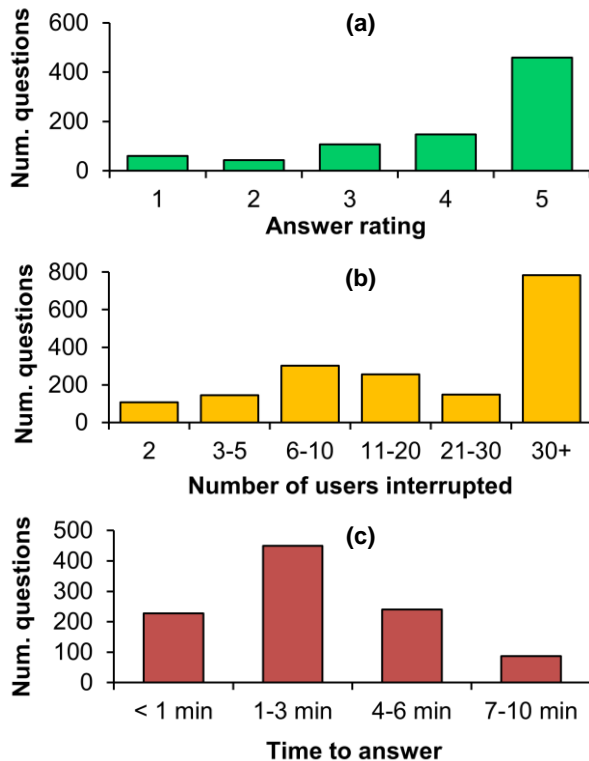 (a)
Num. questions
600
400
200
0
1 2 3 4 5
Answer rating
(b)
Num. questions
800
600
400
200
0
2 3-5 6-10 11-20 21-30 30+
Number of users interrupted
(c)
Num. questions
500
400
300
200
100
0
< 1 min 1-3 min 4-6 min 7-10 min
Time to answer